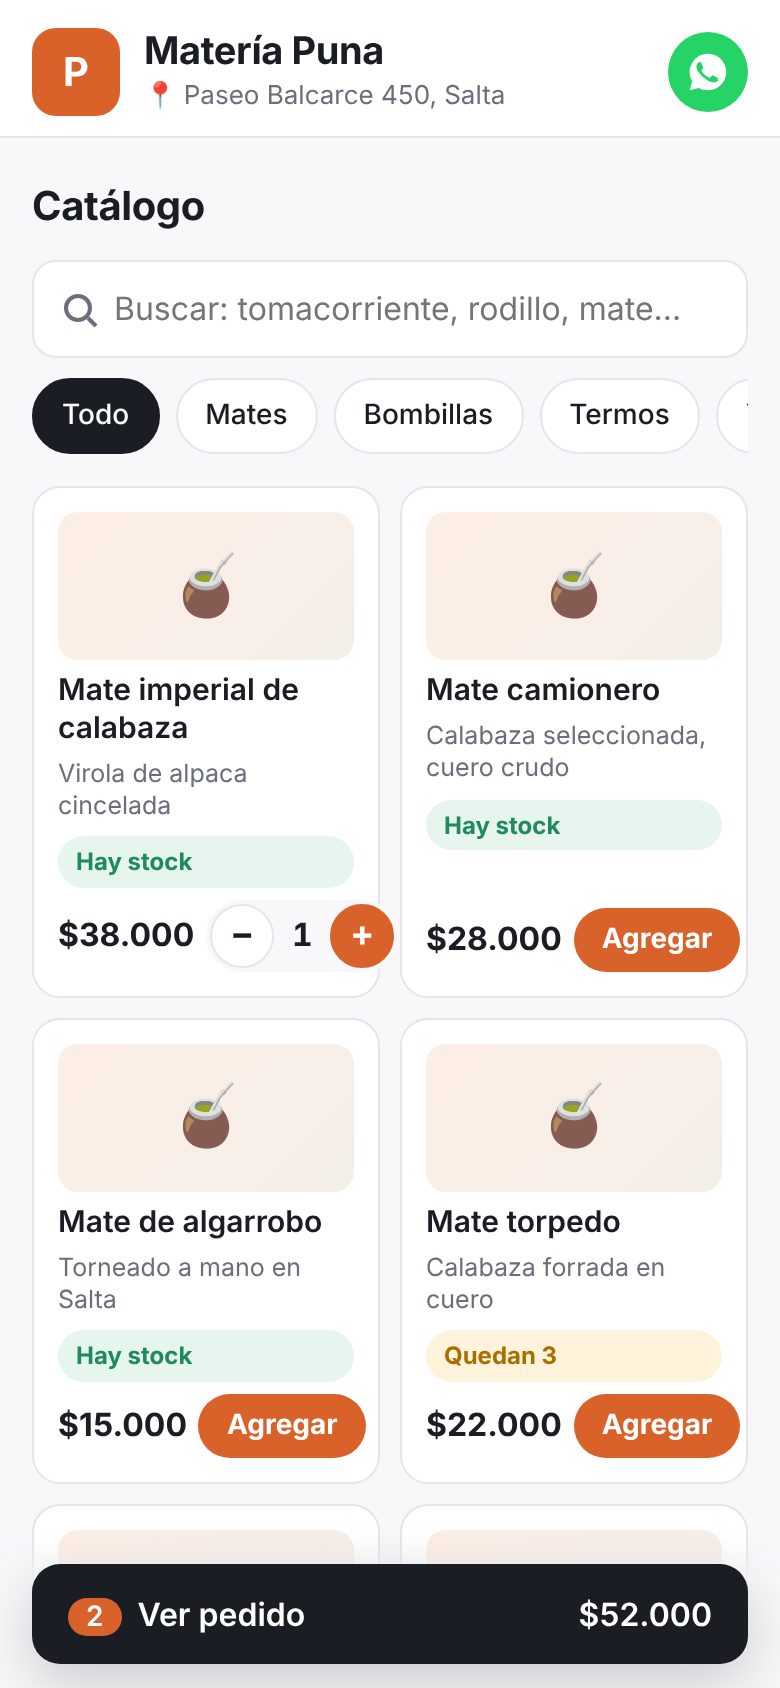 P
Matería Puna
📍 Paseo Balcarce 450, Salta
Catálogo
Buscar: tomacorriente, rodillo, mate...
Todo
Mates
Bombillas
Termos
Mate imperial de
calabaza
Virola de alpaca
cincelada
Hay stock
$38.000
− 1 +
Mate camionero
Calabaza seleccionada,
cuero crudo
Hay stock
$28.000
Agregar
Mate de algarrobo
Torneado a mano en
Salta
Hay stock
$15.000
Agregar
Mate torpedo
Calabaza forrada en
cuero
Quedan 3
$22.000
Agregar
2 Ver pedido
$52.000